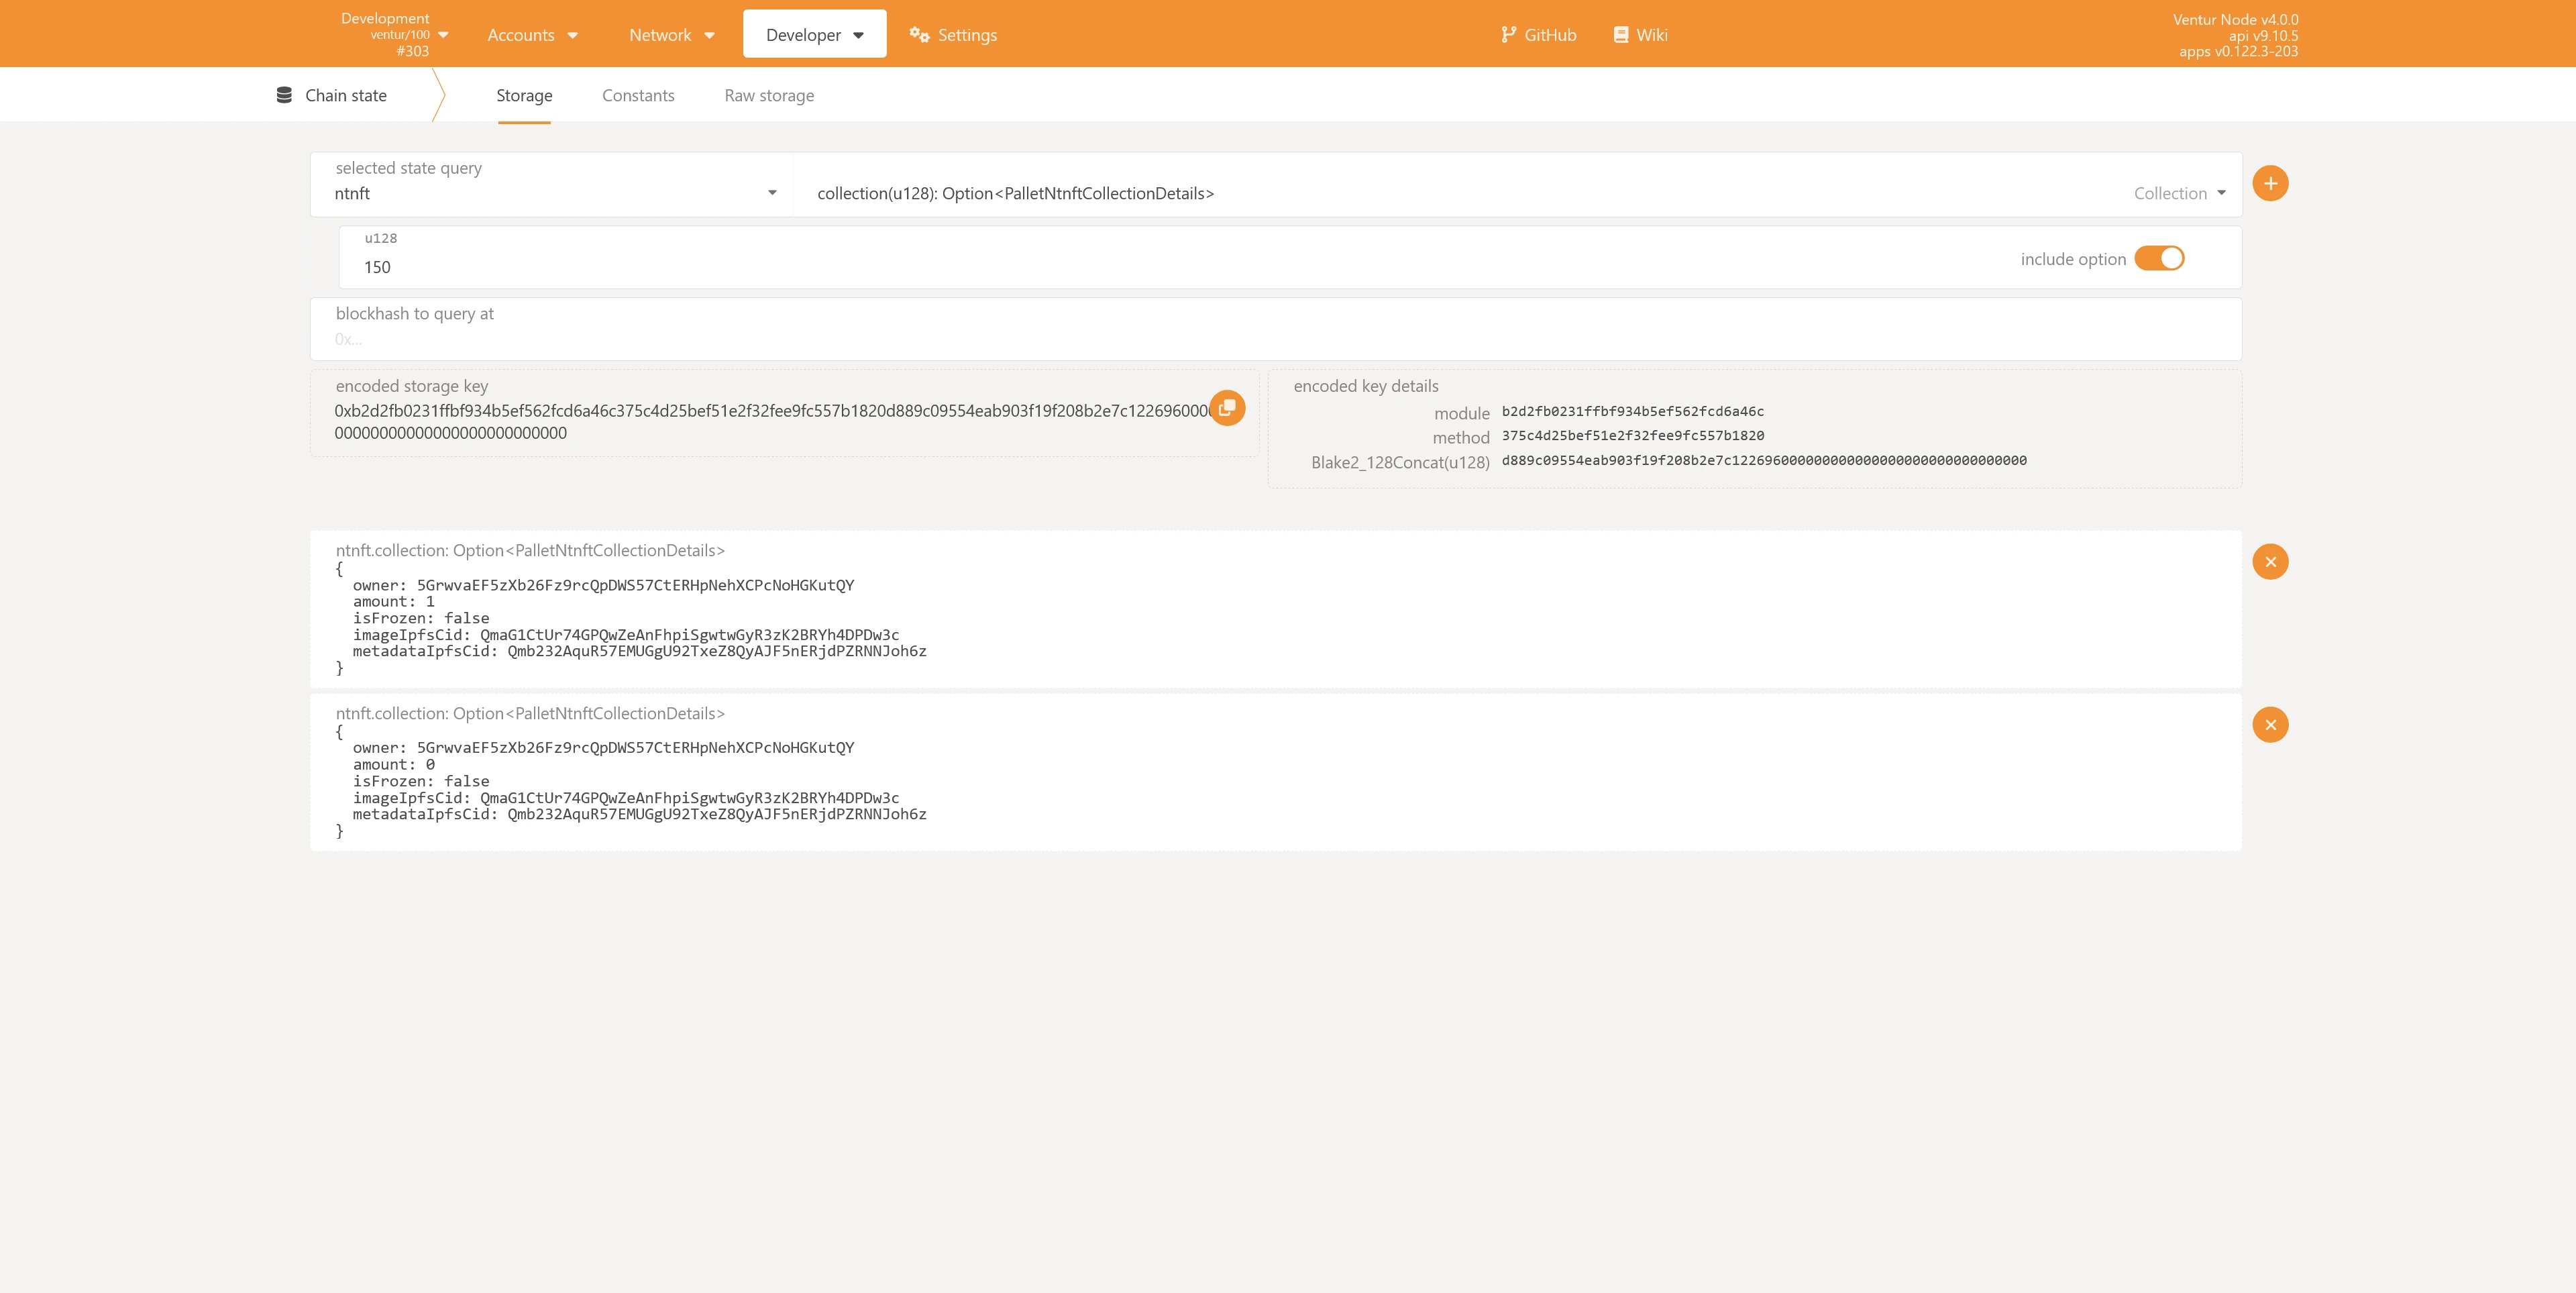 Development
ventur/100
#303
Accounts
Network
Developer
Settings
GitHub
Wiki
Ventur Node v4.0.0
api v9.10.5
apps v0.122.3-203
Chain state
Storage
Constants
Raw storage
selected state query
ntnft
collection(u128): Option<PalletNtnftCollectionDetails>
Collection
u128
150
include option
blockhash to query at
0x...
encoded storage key
0xb2d2fb0231ffbf934b5ef562fcd6a46c375c4d25bef51e2f32fee9fc557b1820d889c09554eab903f19f208b2e7c1226960000
00000000000000000000000000
encoded key details
module b2d2fb0231ffbf934b5ef562fcd6a46c
method 375c4d25bef51e2f32fee9fc557b1820
Blake2_128Concat(u128) d889c09554eab903f19f208b2e7c122696000000000000000000000000000000
ntnft.collection: Option<PalletNtnftCollectionDetails>
{
owner: 5GrwvaEF5zXb26Fz9rcQpDWS57CtERHpNehXCPcNoHGKutQY
amount: 1
isFrozen: false
imageIpfsCid: QmaG1CtUr74GPQwZeAnFhpiSgwtwGyR3zK2BRYh4DPDw3c
metadataIpfsCid: Qmb232AquR57EMUGgU92TxeZ8QyAJF5nERjdPZRNNJoh6z
}
ntnft.collection: Option<PalletNtnftCollectionDetails>
{
owner: 5GrwvaEF5zXb26Fz9rcQpDWS57CtERHpNehXCPcNoHGKutQY
amount: 0
isFrozen: false
imageIpfsCid: QmaG1CtUr74GPQwZeAnFhpiSgwtwGyR3zK2BRYh4DPDw3c
metadataIpfsCid: Qmb232AquR57EMUGgU92TxeZ8QyAJF5nERjdPZRNNJoh6z
}